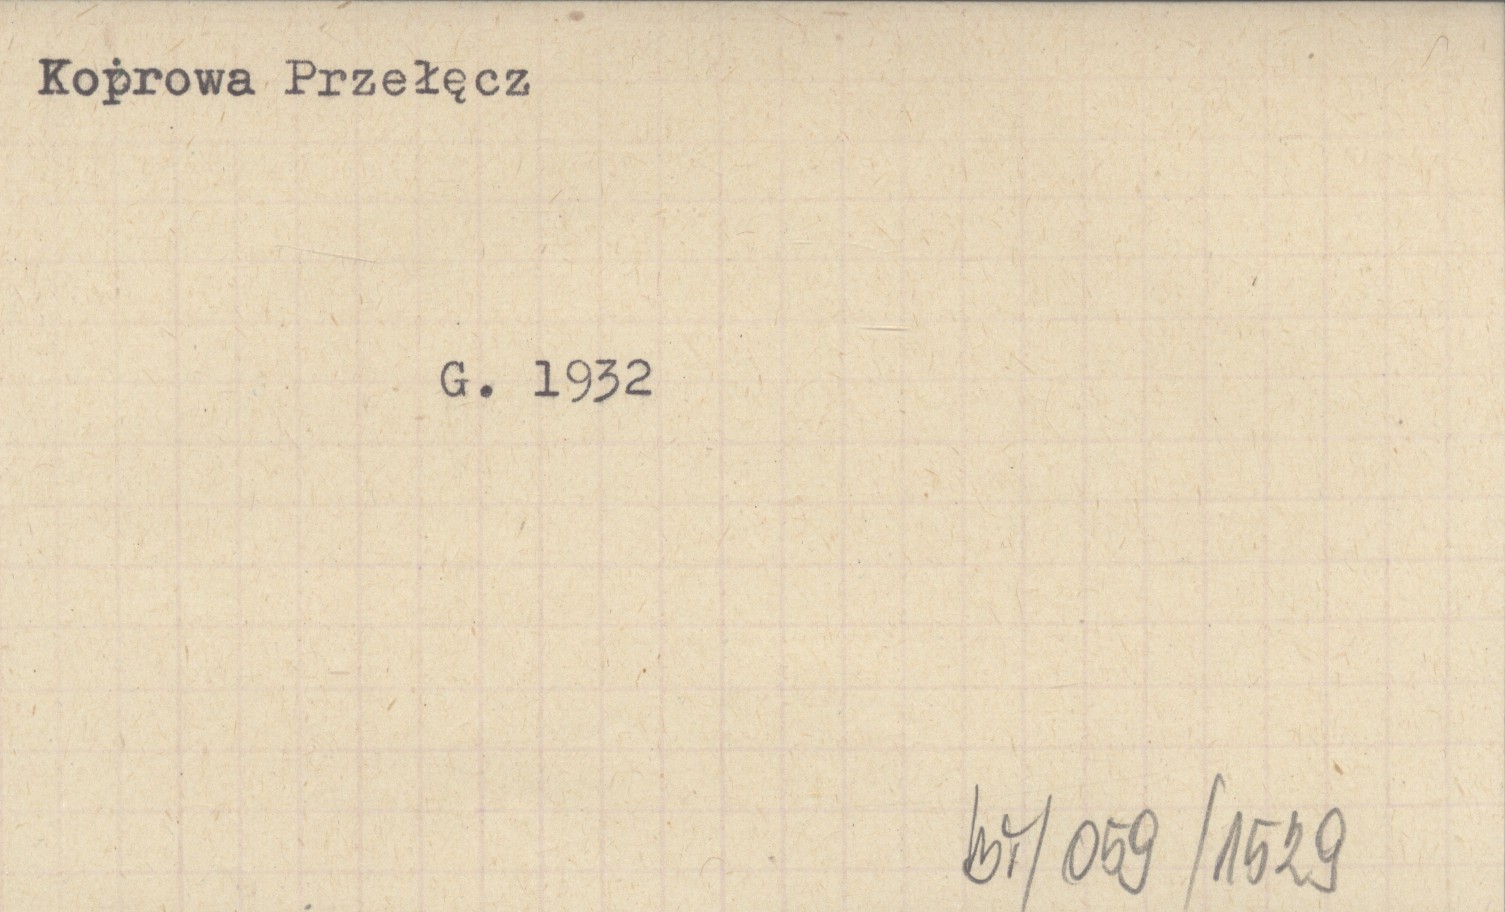 Koprowa Przełęcz
G. 1932
/059/1529